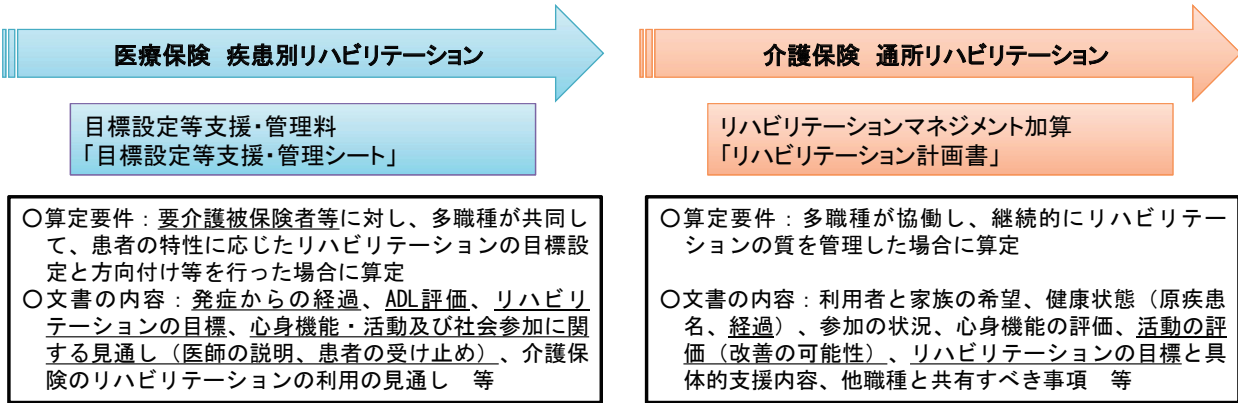 医療保険 疾患別リハビリテーション
目標設定等支援・管理料
「目標設定等支援・管理シート」
〇算定要件：要介護被保険者等に対し、多職種が共同し
て、患者の特性に応じたリハビリテーションの目標設
定と方向付け等を行った場合に算定
〇文書の内容：発症からの経過、ADL評価、リハビリ
テーションの目標、心身機能・活動及び社会参加に関
する見通し（医師の説明、患者の受け止め）、介護保
険のリハビリテーションの利用の見通し　等
介護保険 通所リハビリテーション
リハビリテーションマネジメント加算
「リハビリテーション計画書」
〇算定要件：多職種が協働し、継続的にリハビリテー
ションの質を管理した場合に算定
〇文書の内容：利用者と家族の希望、健康状態（原疾患
名、経過）、参加の状況、心身機能の評価、活動の評
価（改善の可能性）、リハビリテーションの目標と具
体的支援内容、他職種と共有すべき事項　等